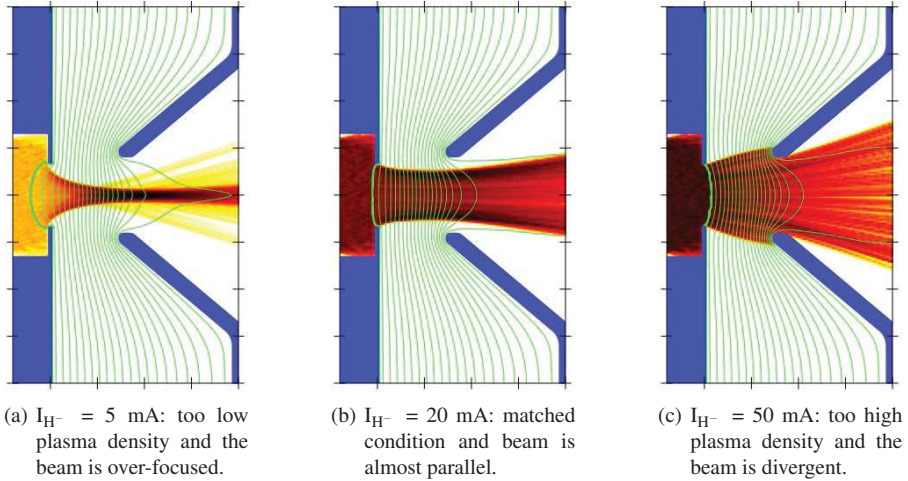 (a) I_H⁻ = 5 mA: too low
plasma density and the
beam is over-focused.
(b) I_H⁻ = 20 mA: matched
condition and beam is
almost parallel.
(c) I_H⁻ = 50 mA: too high
plasma density and the
beam is divergent.